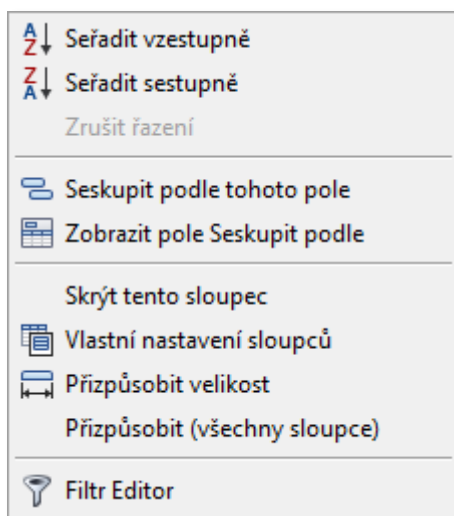 Seřadit vzestupně
Seřadit sestupně
Zrušit řazení
Seskupit podle tohoto pole
Zobrazit pole Seskupit podle
Skrýt tento sloupec
Vlastní nastavení sloupců
Přizpůsobit velikost
Přizpůsobit (všechny sloupce)
Filtr Editor